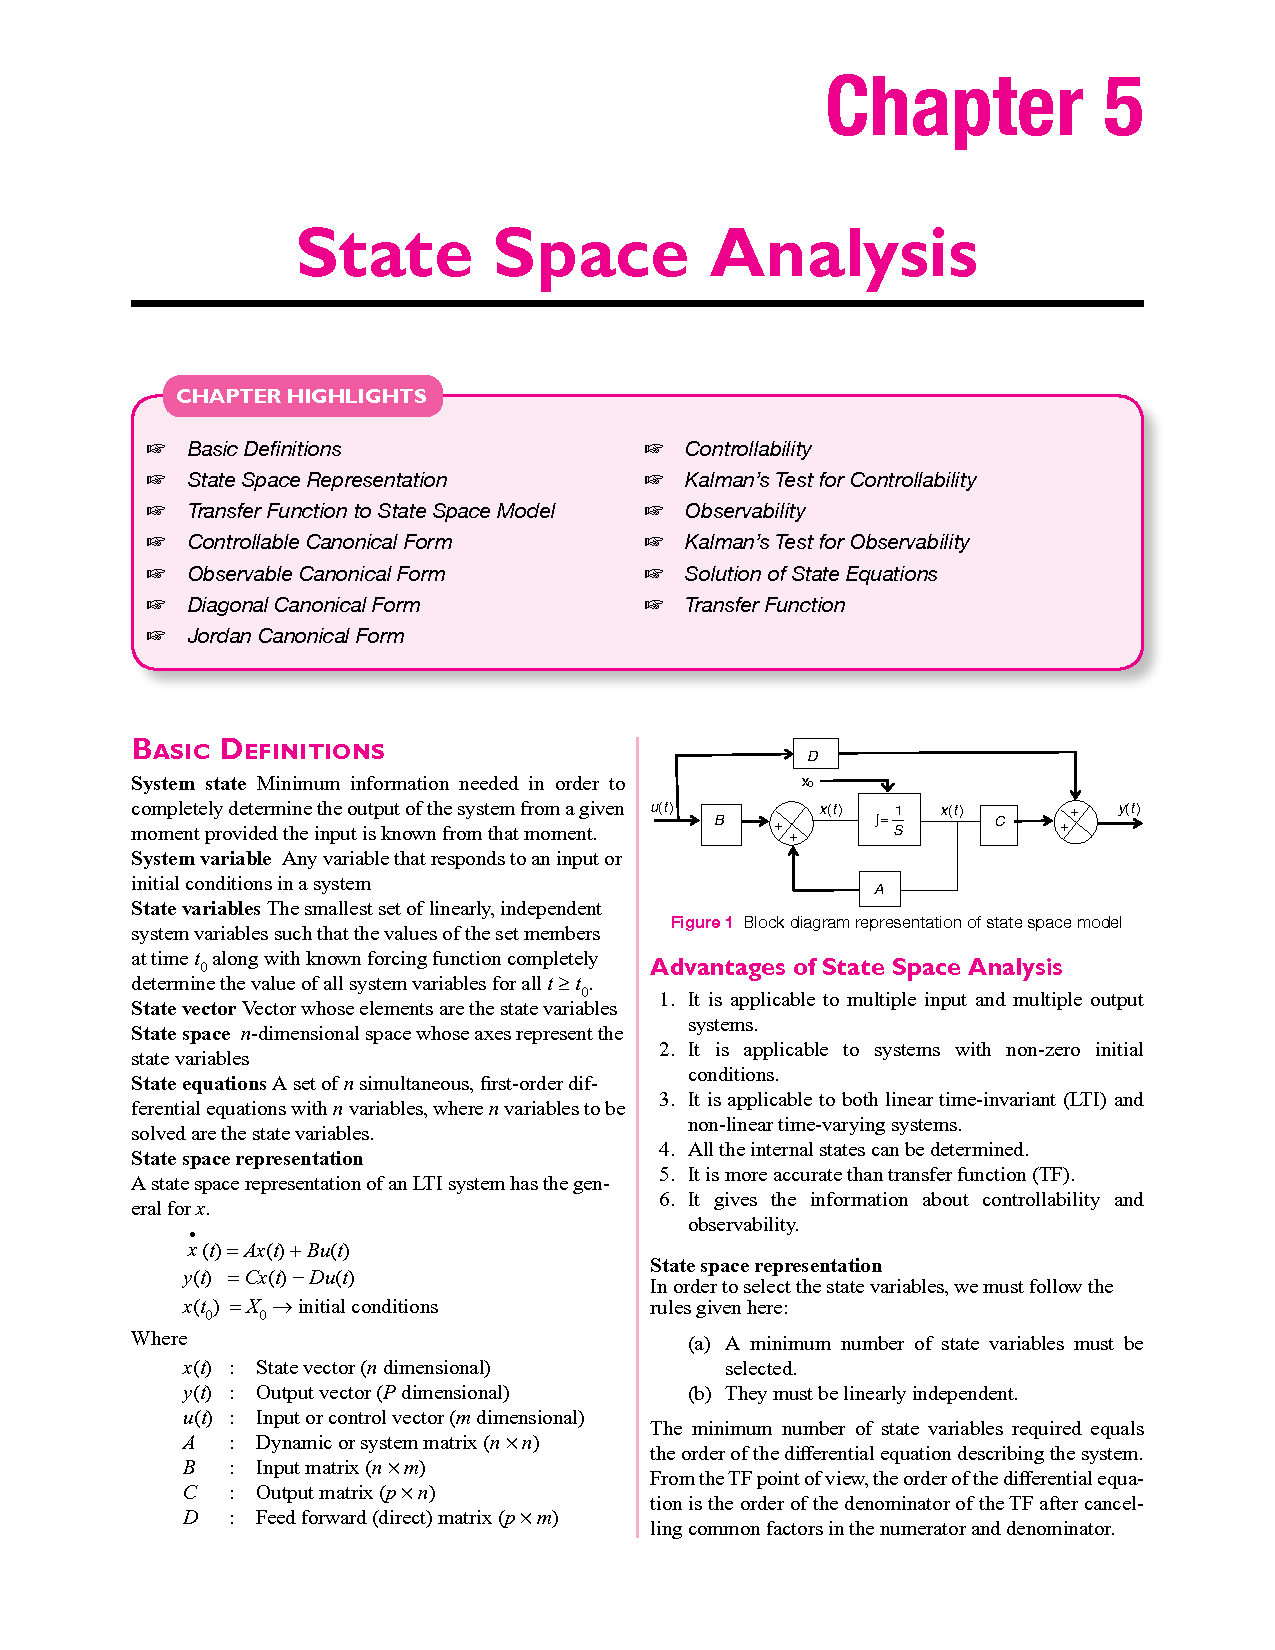 Chapter 5
State Space Analysis
CHAPTER HIGHLIGHTS
☞ Basic Definitions
☞ State Space Representation
☞ Transfer Function to State Space Model
☞ Controllable Canonical Form
☞ Observable Canonical Form
☞ Diagonal Canonical Form
☞ Jordan Canonical Form
☞ Controllability
☞ Kalman's Test for Controllability
☞ Observability
☞ Kalman's Test for Observability
☞ Solution of State Equations
☞ Transfer Function
BASIC DEFINITIONS
System state Minimum information needed in order to
completely determine the output of the system from a given
moment provided the input is known from that moment.
System variable Any variable that responds to an input or
initial conditions in a system
State variables The smallest set of linearly, independent
system variables such that the values of the set members
at time t₀ along with known forcing function completely
determine the value of all system variables for all t ≥ t₀.
State vector Vector whose elements are the state variables
State space n-dimensional space whose axes represent the
state variables
State equations A set of n simultaneous, first-order dif-
ferential equations with n variables, where n variables to be
solved are the state variables.
State space representation
A state space representation of an LTI system has the gen-
eral for x.
ẋ (t) = Ax(t) + Bu(t)
y(t) = Cx(t) − Du(t)
x(t₀) = X₀ → initial conditions
Where
x(t) : State vector (n dimensional)
y(t) : Output vector (P dimensional)
u(t) : Input or control vector (m dimensional)
A : Dynamic or system matrix (n × n)
B : Input matrix (n × m)
C : Output matrix (p × n)
D : Feed forward (direct) matrix (p × m)
D
x₀
u(t) B + + x(t) ∫ = 1/S x(t) C + + y(t)
A
Figure 1 Block diagram representation of state space model
Advantages of State Space Analysis
1. It is applicable to multiple input and multiple output
systems.
2. It is applicable to systems with non-zero initial
conditions.
3. It is applicable to both linear time-invariant (LTI) and
non-linear time-varying systems.
4. All the internal states can be determined.
5. It is more accurate than transfer function (TF).
6. It gives the information about controllability and
observability.
State space representation
In order to select the state variables, we must follow the
rules given here:
(a) A minimum number of state variables must be
selected.
(b) They must be linearly independent.
The minimum number of state variables required equals
the order of the differential equation describing the system.
From the TF point of view, the order of the differential equa-
tion is the order of the denominator of the TF after cancel-
ling common factors in the numerator and denominator.